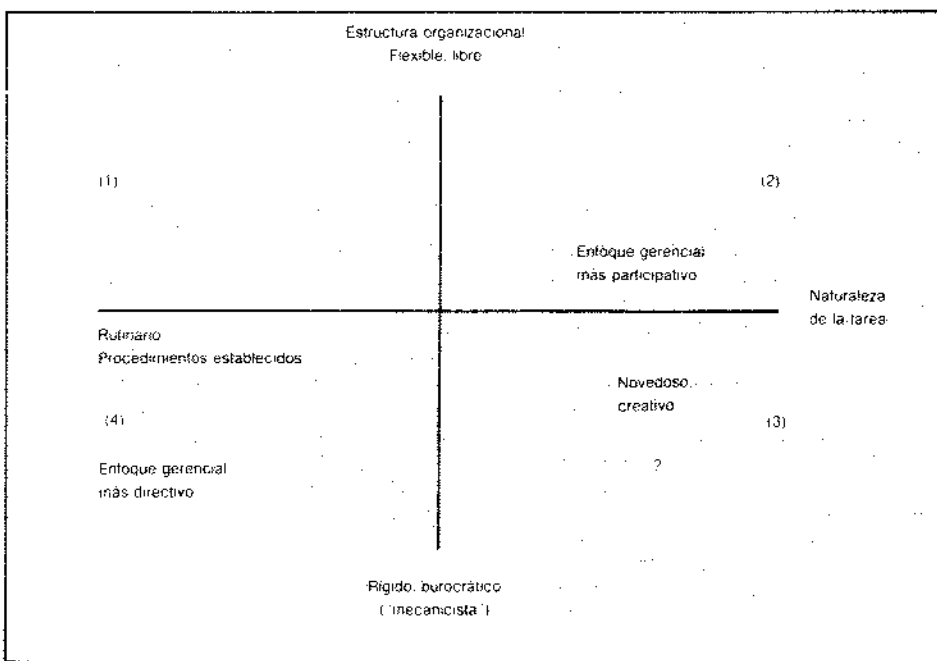 Estructura organizacional
Flexible, libre
(1)
(2)
Enfoque gerencial
más participativo
Naturaleza
de la tarea
Rutinario
Procedimientos establecidos
Novedoso,
creativo
(4)
(3)
Enfoque gerencial
más directivo
?
Rígido, burocrático
("mecanicista")